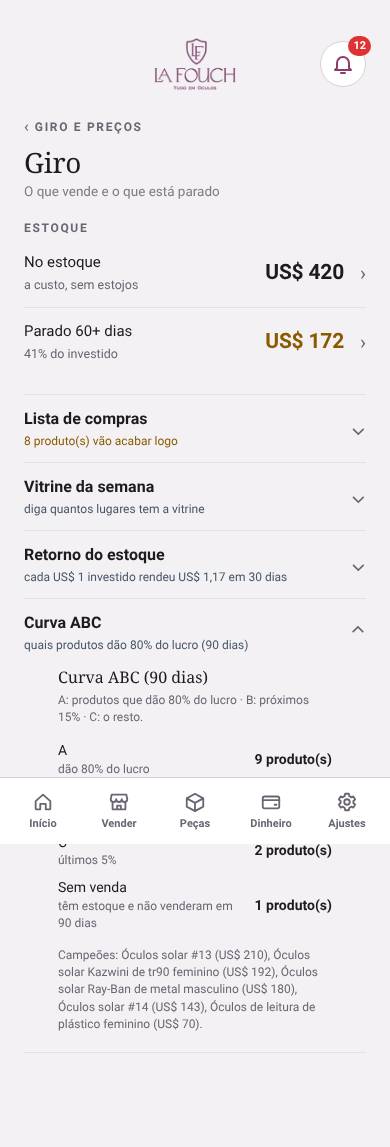 LF
LA FOUCH
TUDO EM ÓCULOS
12
‹ GIRO E PREÇOS
Giro
O que vende e o que está parado
ESTOQUE
No estoque
US$ 420 ›
a custo, sem estojos
Parado 60+ dias
US$ 172 ›
41% do investido
Lista de compras
8 produto(s) vão acabar logo
Vitrine da semana
diga quantos lugares tem a vitrine
Retorno do estoque
cada US$ 1 investido rendeu US$ 1,17 em 30 dias
Curva ABC
quais produtos dão 80% do lucro (90 dias)
Curva ABC (90 dias)
A: produtos que dão 80% do lucro · B: próximos
15% · C: o resto.
A
9 produto(s)
dão 80% do lucro
Início Vender Peças Dinheiro Ajustes
2 produto(s)
últimos 5%
Sem venda
têm estoque e não venderam em
1 produto(s)
90 dias
Campeões: Óculos solar #13 (US$ 210), Óculos
solar Kazwini de tr90 feminino (US$ 192), Óculos
solar Ray-Ban de metal masculino (US$ 180),
Óculos solar #14 (US$ 143), Óculos de leitura de
plástico feminino (US$ 70).